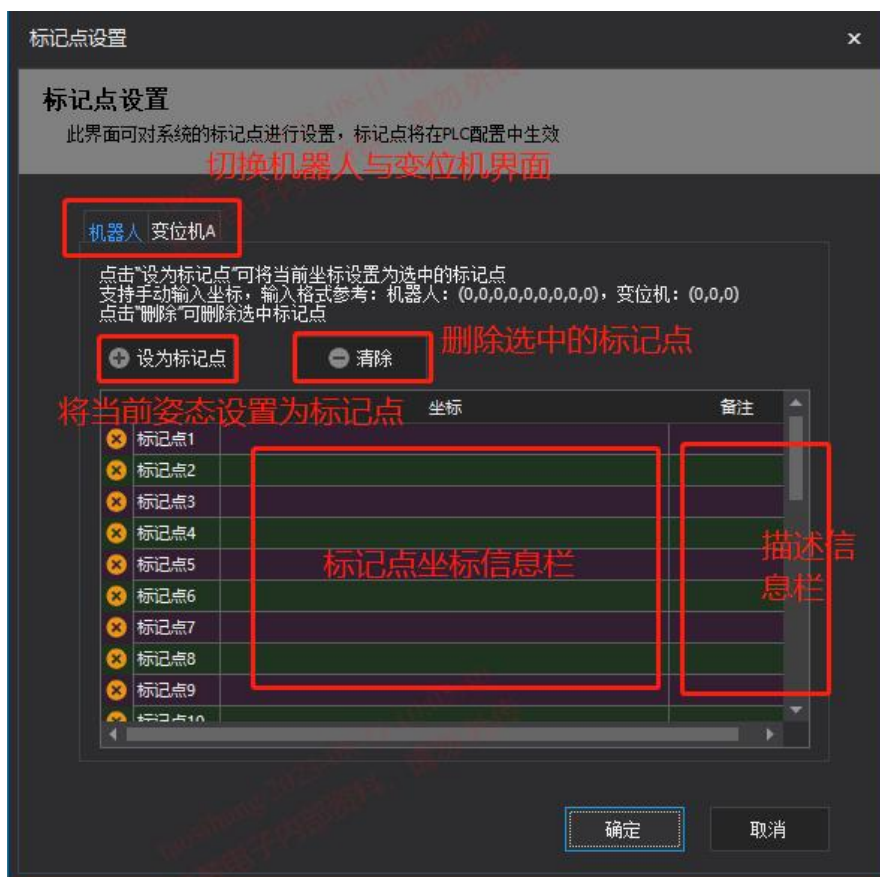 标记点设置
×
标记点设置
此界面可对系统的标记点进行设置，标记点将在PLC配置中生效
切换机器人与变位机界面
机器人 变位机A
点击"设为标记点"可将当前坐标设置为选中的标记点
支持手动输入坐标，输入格式参考：机器人：(0,0,0,0,0,0,0,0,0)，变位机：(0,0,0)
点击"删除"可删除选中标记点
删除选中的标记点
设为标记点 清除
将当前姿态设置为标记点
坐标 备注
标记点1
标记点2
标记点3
标记点4
标记点5
标记点6
标记点7
标记点8
标记点9
标记点10
标记点坐标信息栏
描述信
息栏
确定 取消